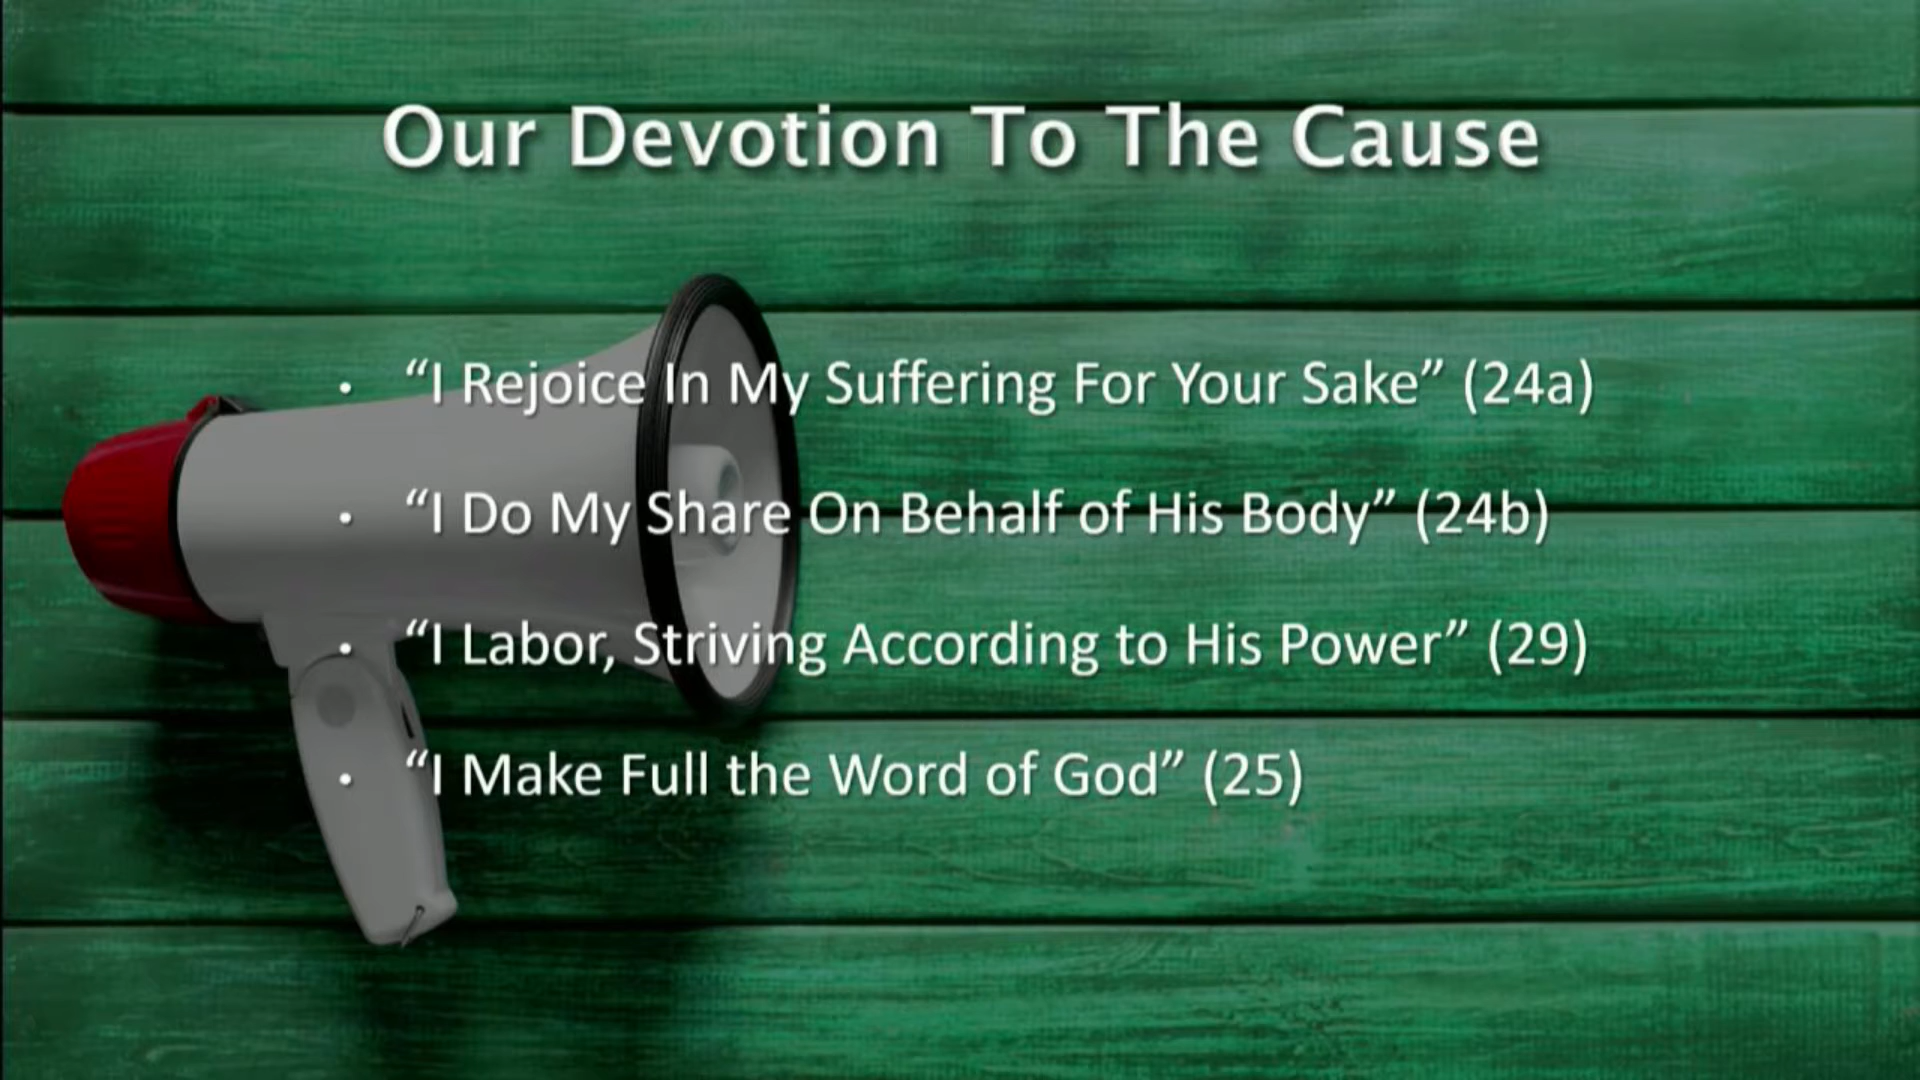 Our Devotion To The Cause
• “I Rejoice In My Suffering For Your Sake” (24a)
• “I Do My Share On Behalf of His Body” (24b)
• “I Labor, Striving According to His Power” (29)
• “I Make Full the Word of God” (25)